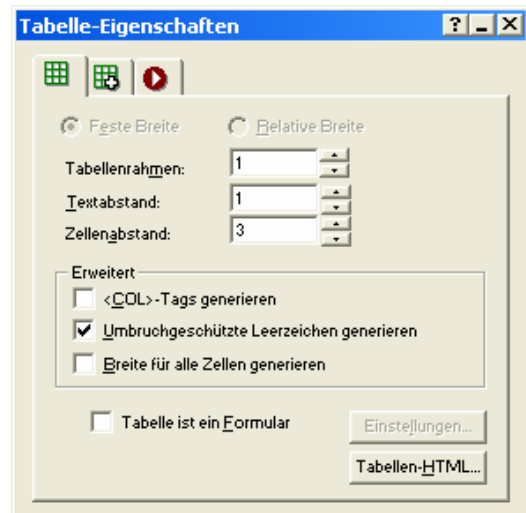 Tabelle-Eigenschaften
Feste Breite Relative Breite
Tabellenrahmen: 1
Textabstand: 1
Zellenabstand: 3
Erweitert
<COL>-Tags generieren
Umbruchgeschützte Leerzeichen generieren
Breite für alle Zellen generieren
Tabelle ist ein Formular Einstellungen...
Tabellen-HTML...